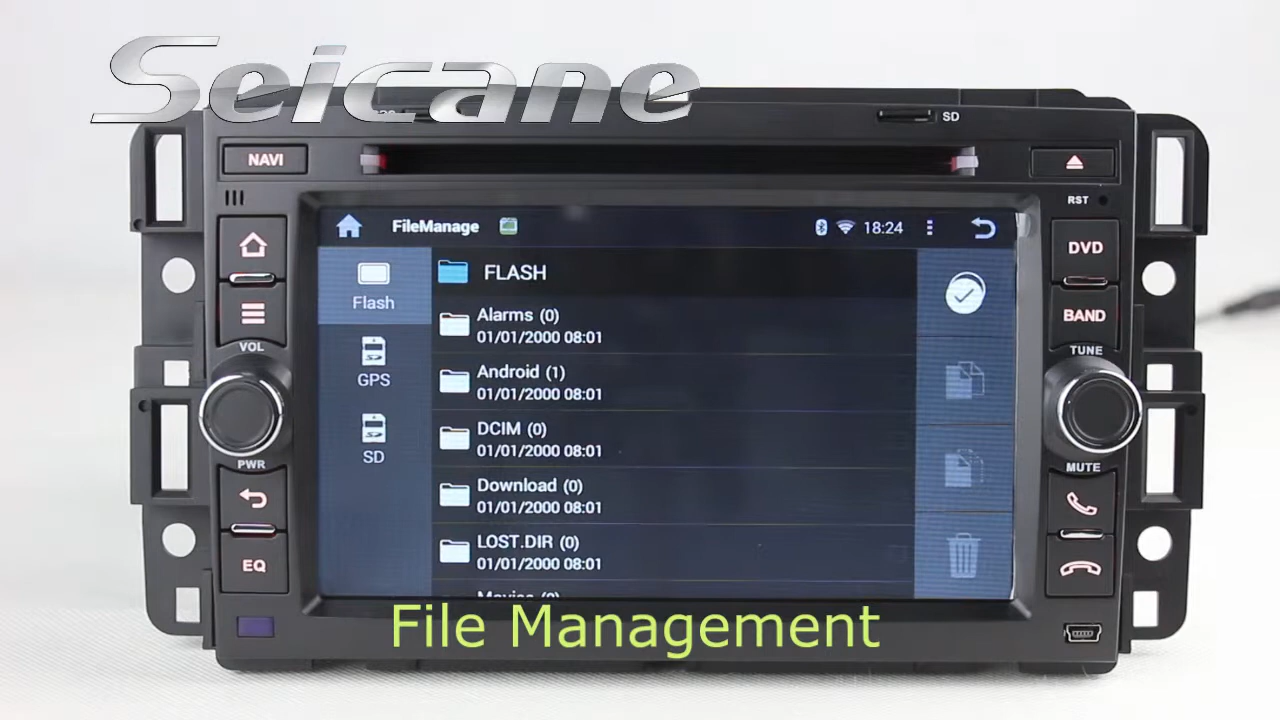 Seicane
SD
NAVI
RST
FileManage
18:24
DVD
Flash
FLASH
Alarms (0)
01/01/2000 08:01
BAND
VOL
TUNE
GPS
Android (1)
01/01/2000 08:01
SD
DCIM (0)
01/01/2000 08:01
PWR
MUTE
Download (0)
01/01/2000 08:01
EQ
LOST.DIR (0)
01/01/2000 08:01
File Management